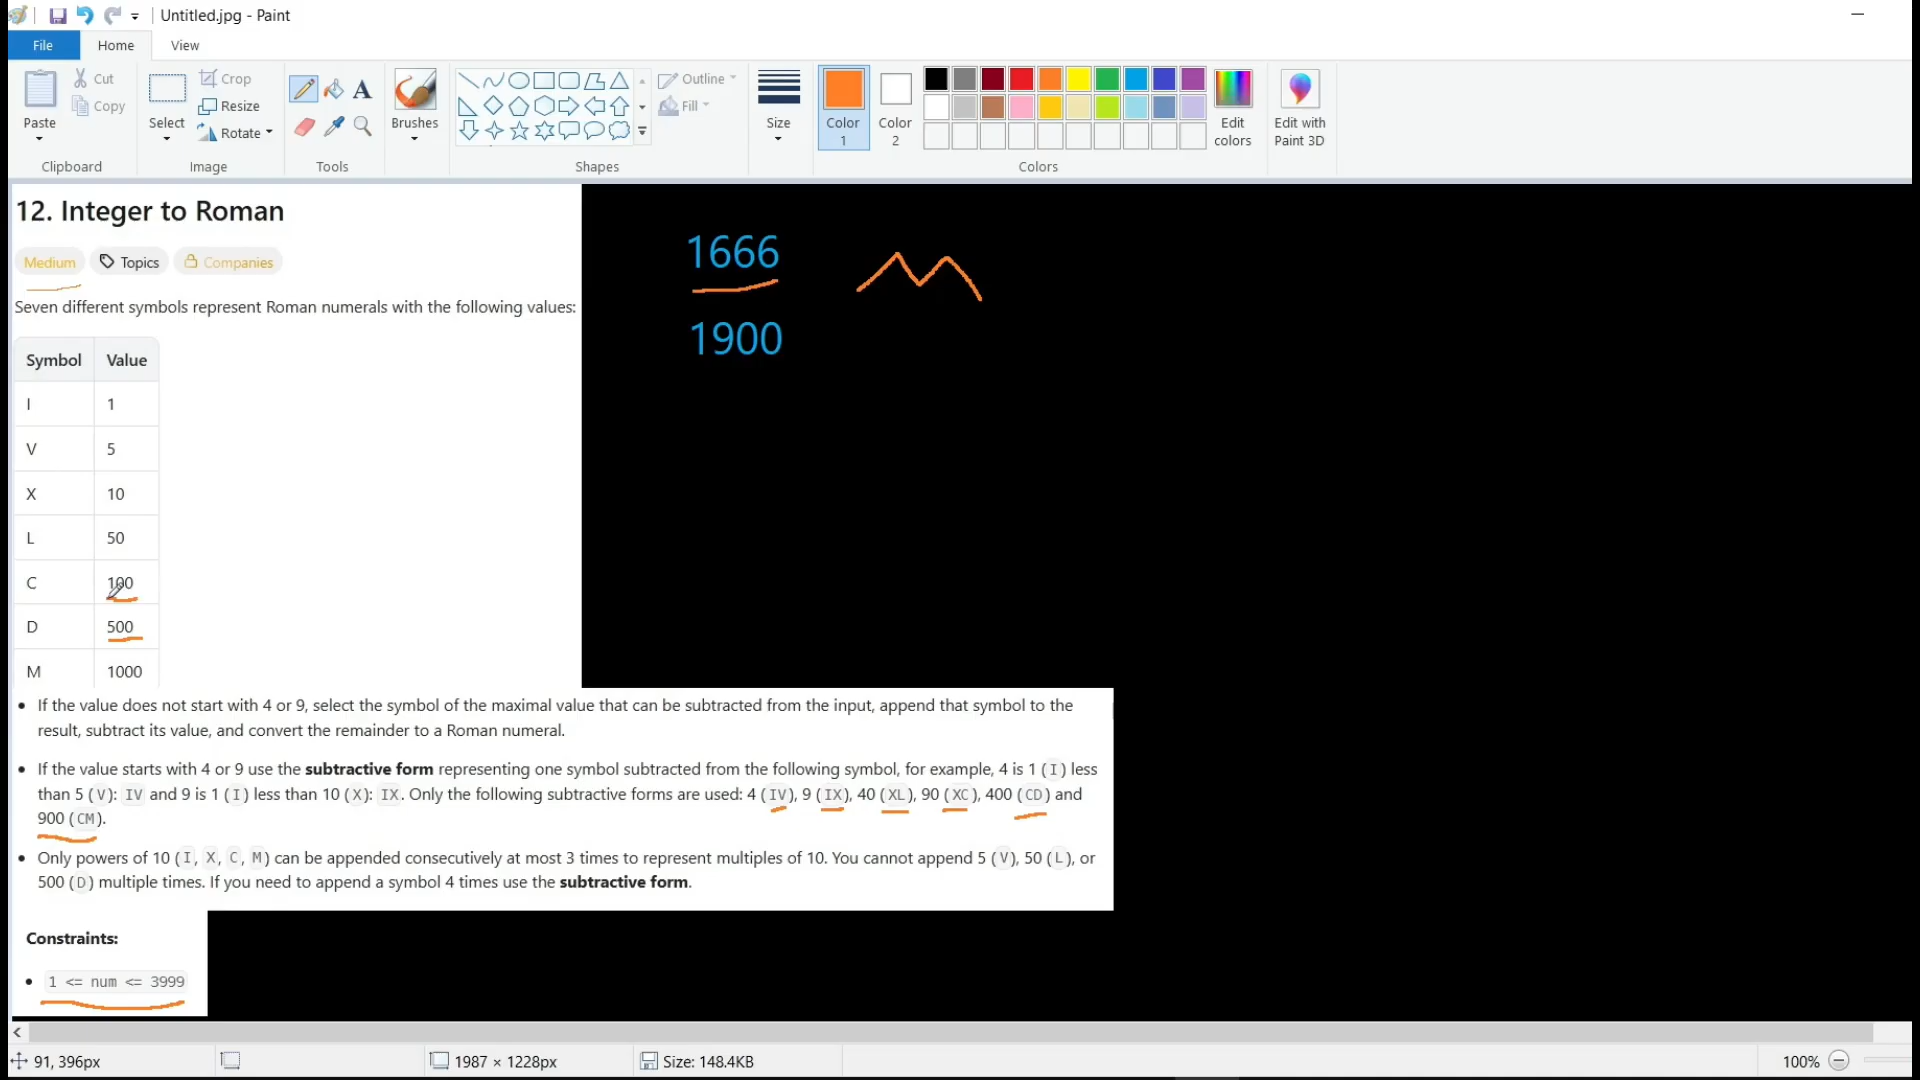 Untitled.jpg - Paint
File Home View
Paste
Cut
Copy
Clipboard
Select
Crop
Resize
Rotate
Image
A
Tools
Brushes
Outline
Fill
Shapes
Size
Color
1
Color
2
Edit
colors
Colors
Edit with
Paint 3D
12. Integer to Roman
Medium Topics Companies
Seven different symbols represent Roman numerals with the following values:
Symbol Value
I 1
V 5
X 10
L 50
C 100
D 500
M 1000
1666 M
1900
• If the value does not start with 4 or 9, select the symbol of the maximal value that can be subtracted from the input, append that symbol to the
result, subtract its value, and convert the remainder to a Roman numeral.
• If the value starts with 4 or 9 use the subtractive form representing one symbol subtracted from the following symbol, for example, 4 is 1 (I) less
than 5 (V): IV and 9 is 1 (I) less than 10 (X): IX. Only the following subtractive forms are used: 4 (IV), 9 (IX), 40 (XL), 90 (XC), 400 (CD) and
900 (CM).
• Only powers of 10 (I, X, C, M) can be appended consecutively at most 3 times to represent multiples of 10. You cannot append 5 (V), 50 (L), or
500 (D) multiple times. If you need to append a symbol 4 times use the subtractive form.
Constraints:
• 1 <= num <= 3999
91, 396px
1987 × 1228px
Size: 148.4KB
100%